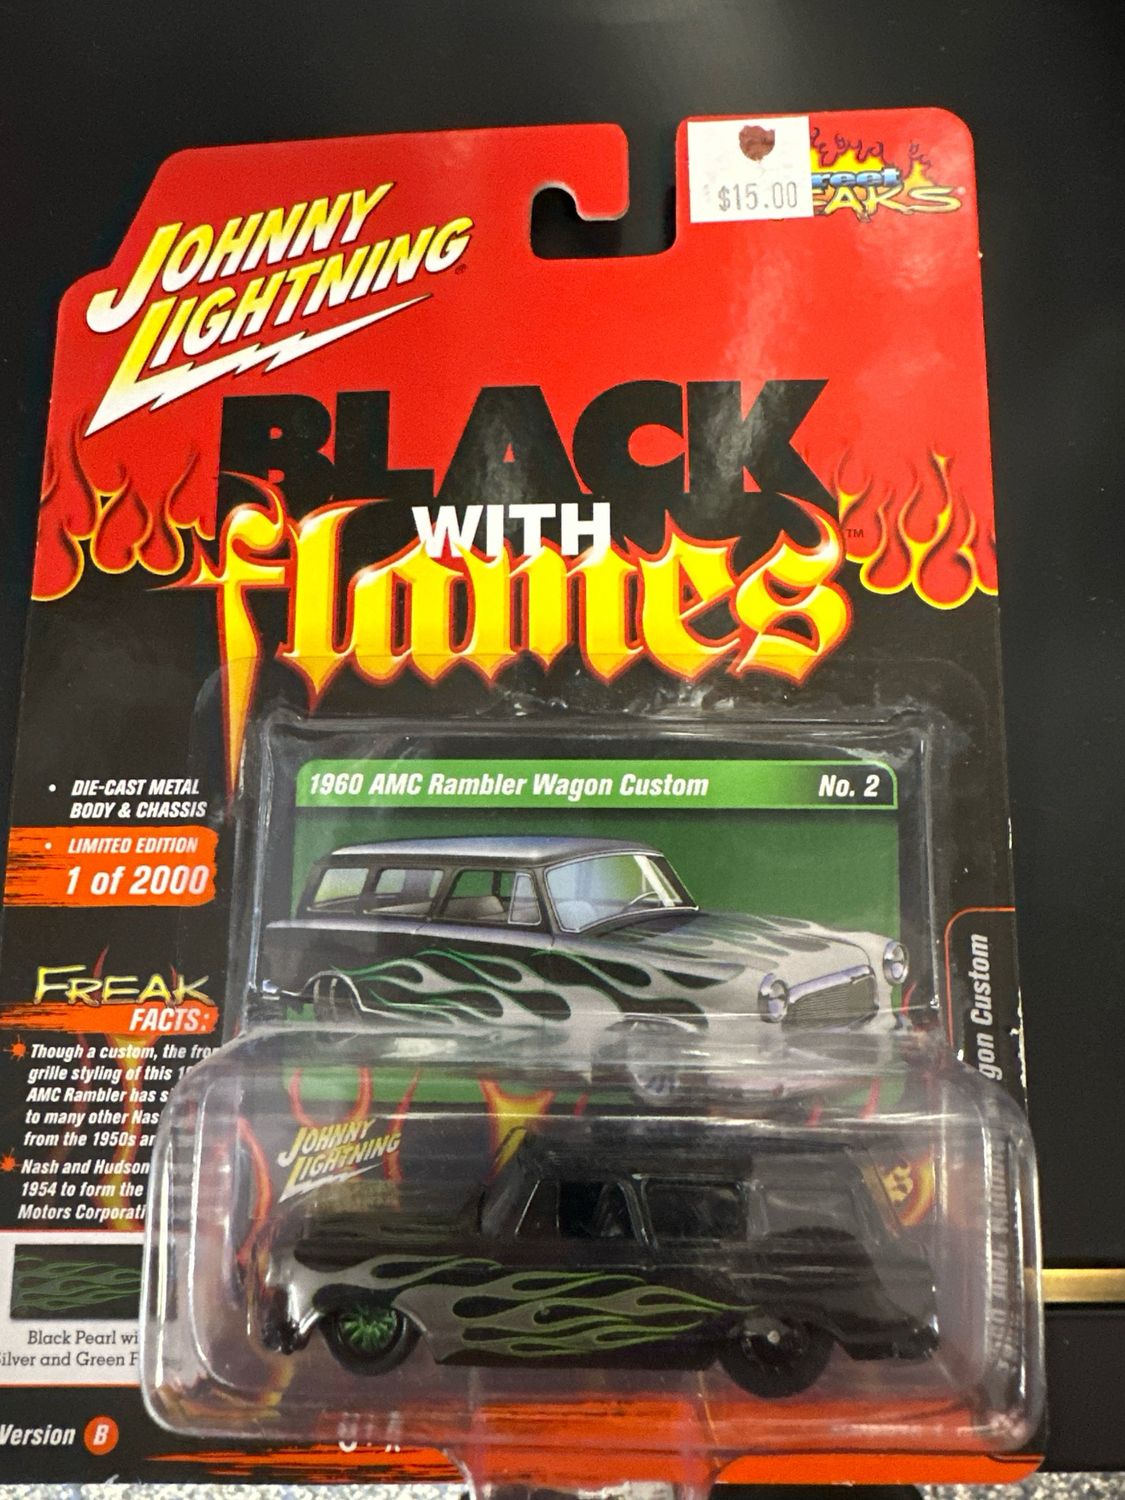 JOHNNY
LIGHTNING®
$15.00
BLACK
WITH
flames™
• DIE-CAST METAL
BODY & CHASSIS
• LIMITED EDITION
1 of 2000
FREAK
FACTS:
Though a custom, the
grille styling of this
AMC Rambler has
to many other
from the 1950s
Nash and Hudson
1954 to form the
Motors
Black Pearl
Silver and Green
Version B
1960 AMC Rambler Wagon Custom
No. 2
JOHNNY
LIGHTNING
Custom